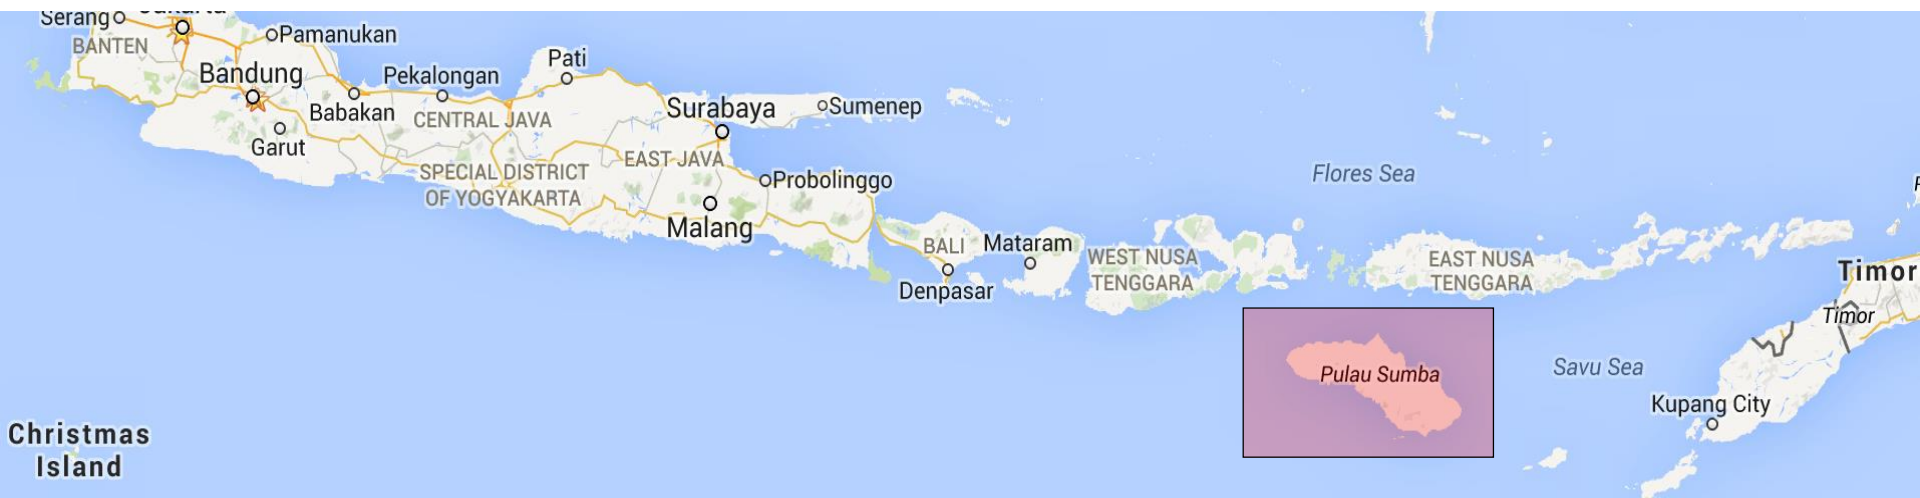 Serang
Jakarta
Pamanukan
BANTEN
Bandung
Pekalongan
Pati
Babakan
CENTRAL JAVA
Surabaya
Sumenep
Garut
EAST JAVA
SPECIAL DISTRICT
OF YOGYAKARTA
Probolinggo
Malang
Flores Sea
BALI
Mataram
Denpasar
WEST NUSA
TENGGARA
EAST NUSA
TENGGARA
Timor
Timor
Pulau Sumba
Savu Sea
Kupang City
Christmas
Island